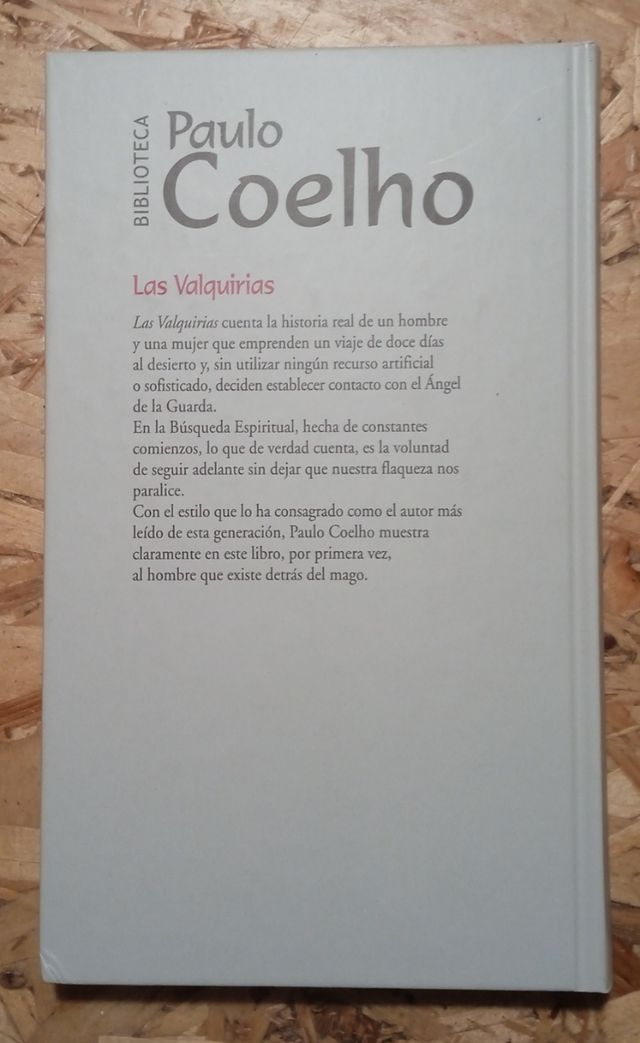 BIBLIOTECA
Paulo
Coelho
Las Valquirias
Las Valquirias cuenta la historia real de un hombre
y una mujer que emprenden un viaje de doce días
al desierto y, sin utilizar ningún recurso artificial
o sofisticado, deciden establecer contacto con el Ángel
de la Guarda.
En la Búsqueda Espiritual, hecha de constantes
comienzos, lo que de verdad cuenta, es la voluntad
de seguir adelante sin dejar que nuestra flaqueza nos
paralice.
Con el estilo que lo ha consagrado como el autor más
leído de esta generación, Paulo Coelho muestra
claramente en este libro, por primera vez,
al hombre que existe detrás del mago.